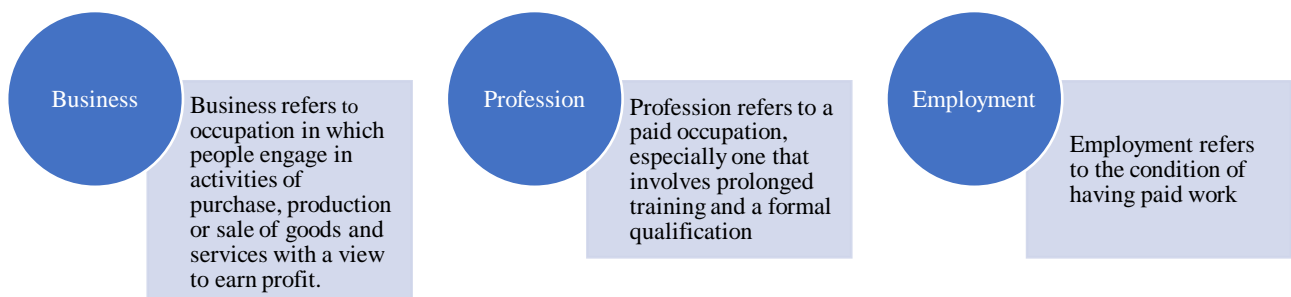 Business
Business refers to
occupation in which
people engage in
activities of
purchase, production
or sale of goods and
services with a view
to earn profit.
Profession
Profession refers to a
paid occupation,
especially one that
involves prolonged
training and a formal
qualification
Employment
Employment refers
to the condition of
having paid work